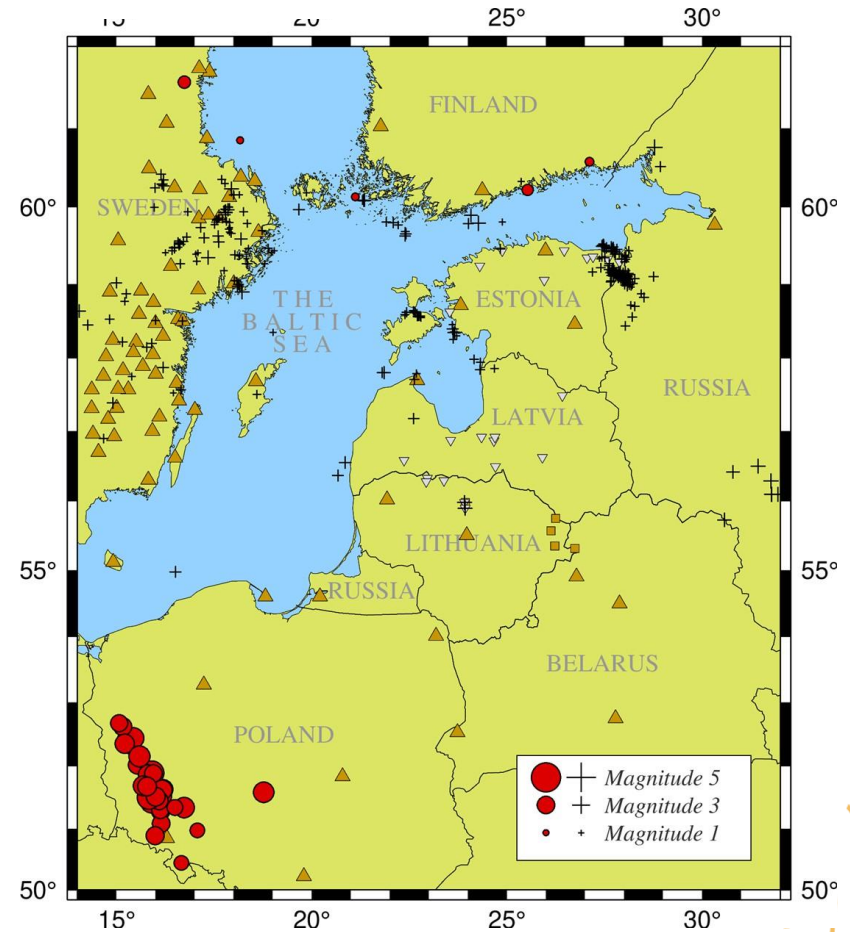 15° 20° 25° 30°
FINLAND
60° SWEDEN 60°
THE
BALTIC
SEA
ESTONIA
RUSSIA
LATVIA
LITHUANIA
55° 55°
RUSSIA
BELARUS
POLAND
Magnitude 5
Magnitude 3
Magnitude 1
50° 50°
15° 20° 25° 30°